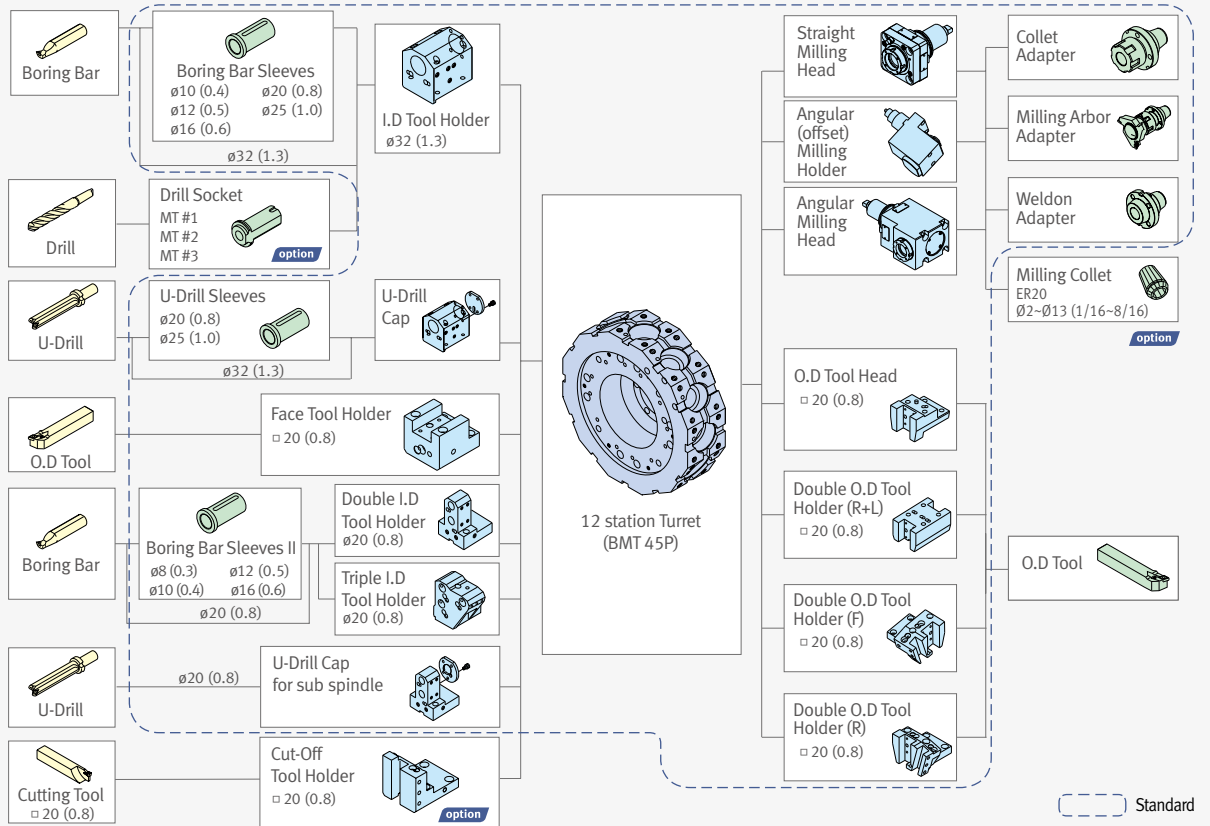 Boring Bar
Boring Bar Sleeves
ø10 (0.4) ø20 (0.8)
ø12 (0.5) ø25 (1.0)
ø16 (0.6)
ø32 (1.3)
I.D Tool Holder
ø32 (1.3)
Drill
Drill Socket
MT #1
MT #2
MT #3
option
U-Drill
U-Drill Sleeves
ø20 (0.8)
ø25 (1.0)
ø32 (1.3)
U-Drill
Cap
O.D Tool
Face Tool Holder
□ 20 (0.8)
Boring Bar
Boring Bar Sleeves II
ø8 (0.3) ø12 (0.5)
ø10 (0.4) ø16 (0.6)
ø20 (0.8)
Double I.D
Tool Holder
ø20 (0.8)
Triple I.D
Tool Holder
ø20 (0.8)
U-Drill
ø20 (0.8)
U-Drill Cap
for sub spindle
Cutting Tool
□ 20 (0.8)
Cut-Off
Tool Holder
□ 20 (0.8)
option
12 station Turret
(BMT 45P)
Straight
Milling
Head
Angular
(offset)
Milling
Holder
Angular
Milling
Head
Collet
Adapter
Milling Arbor
Adapter
Weldon
Adapter
Milling Collet
ER20
Ø2~Ø13 (1/16~8/16)
option
O.D Tool Head
□ 20 (0.8)
Double O.D Tool
Holder (R+L)
□ 20 (0.8)
Double O.D Tool
Holder (F)
□ 20 (0.8)
Double O.D Tool
Holder (R)
□ 20 (0.8)
O.D Tool
Standard